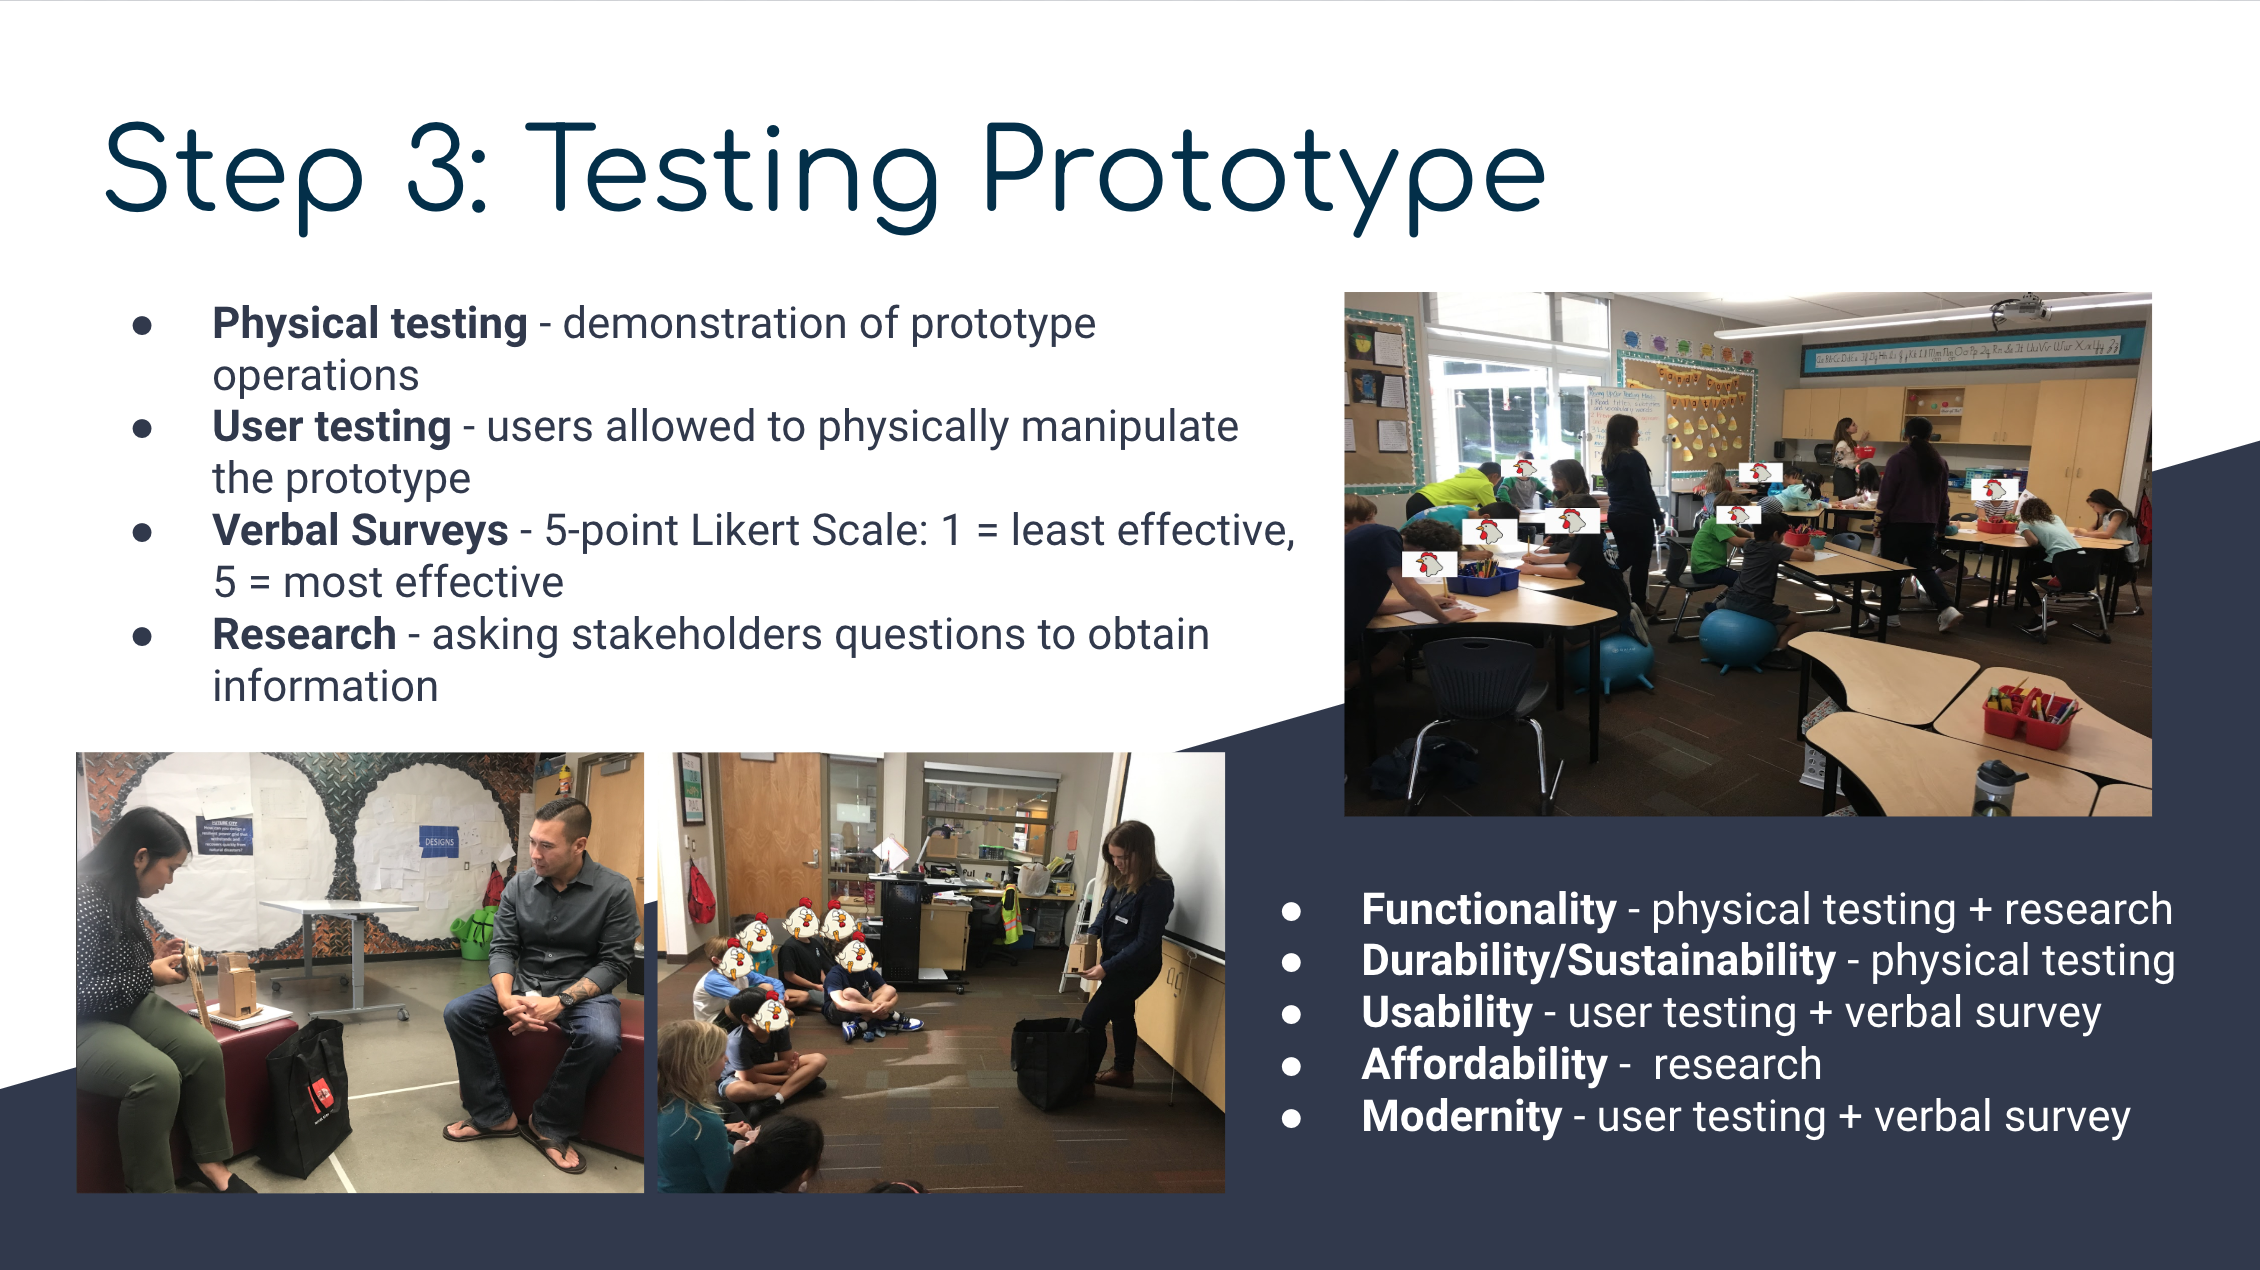 Step 3: Testing Prototype
● Physical testing - demonstration of prototype
operations
● User testing - users allowed to physically manipulate
the prototype
● Verbal Surveys - 5-point Likert Scale: 1 = least effective,
5 = most effective
● Research - asking stakeholders questions to obtain
information
DESIGNS
● Functionality - physical testing + research
● Durability/Sustainability - physical testing
● Usability - user testing + verbal survey
● Affordability -  research
● Modernity - user testing + verbal survey